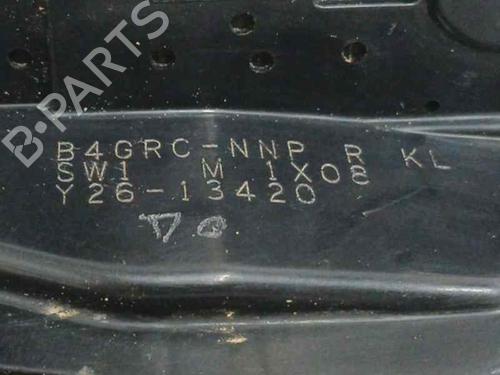 B-PARTS
B4GRC-NNP R KL
SW1 M 1X08
Y26-13420